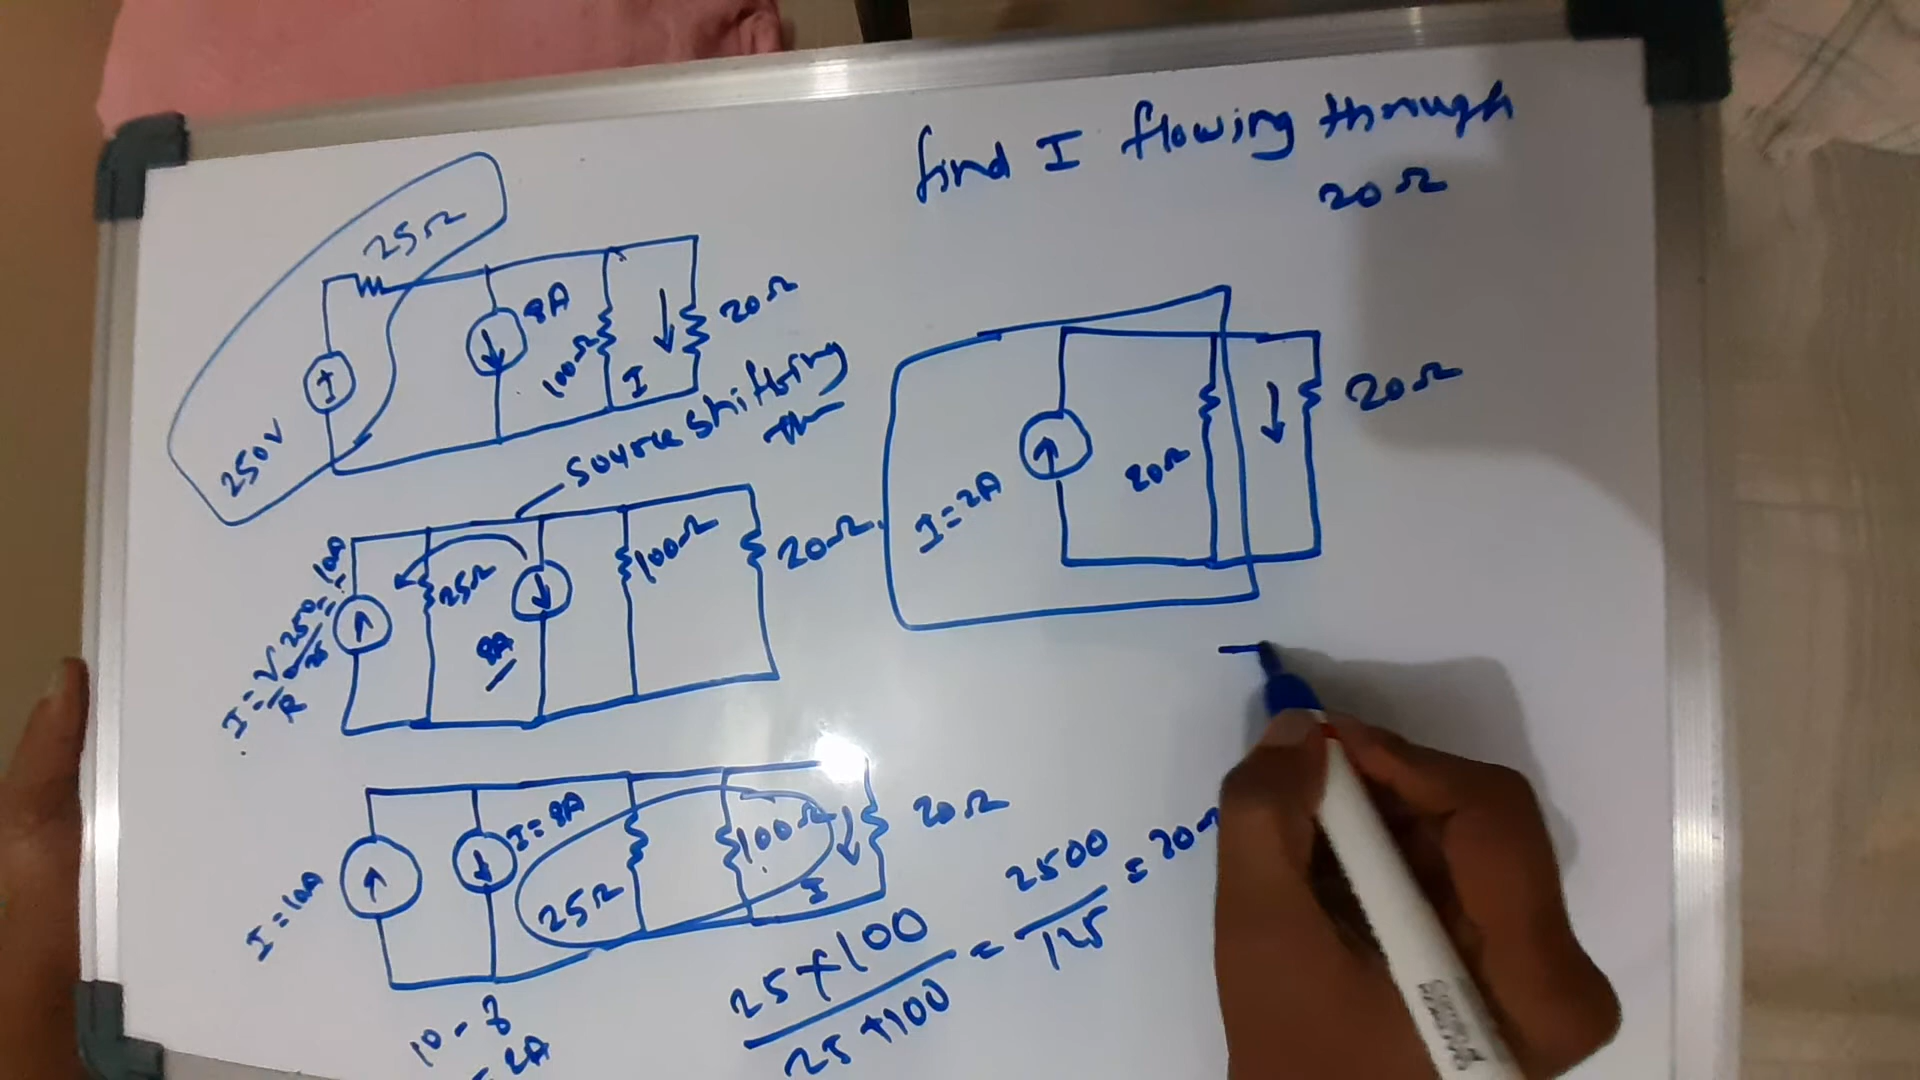 find I flowing through
20Ω
25Ω
250V
8A
100Ω
I
20Ω
source shifting
Th
I = V/R 250/25 = 10A
25Ω
8A
100Ω
20Ω
I = 2A
20Ω
20Ω
I = 10A
I = 8A
25Ω
100Ω
I
20Ω
10 - 8
= 2A
25 × 100 / 25 + 100 = 2500 / 125 = 20Ω